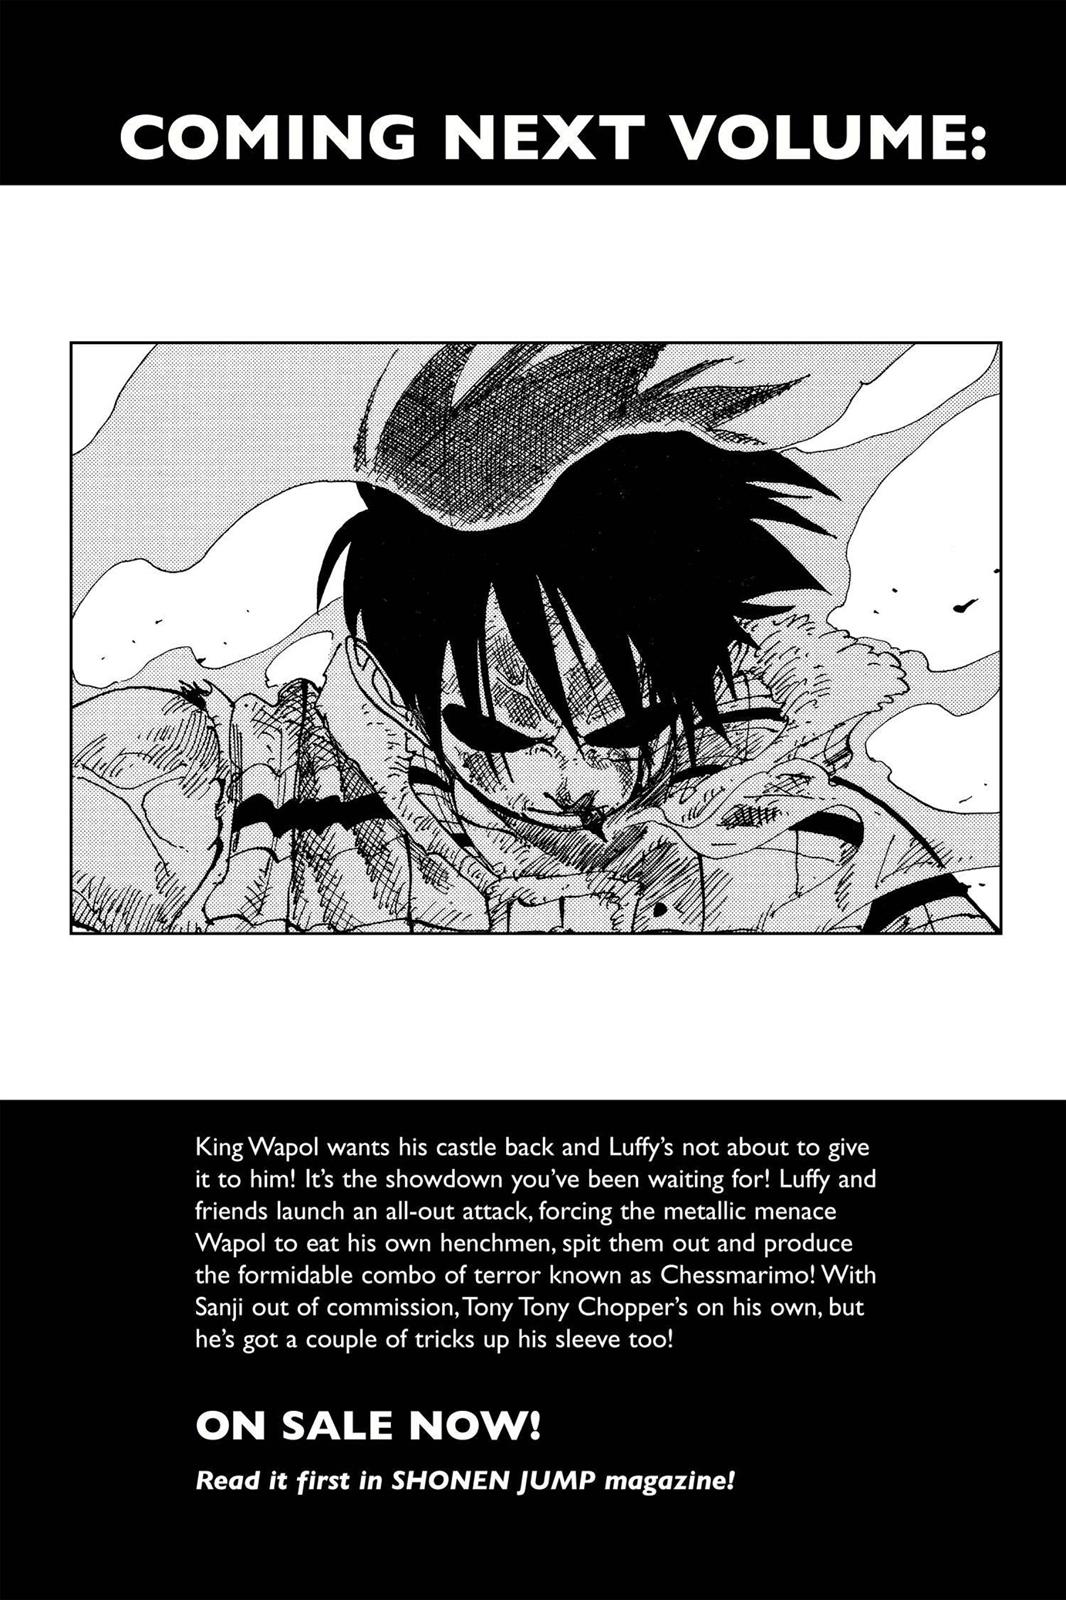 COMING NEXT VOLUME:
King Wapol wants his castle back and Luffy's not about to give
it to him! It's the showdown you've been waiting for! Luffy and
friends launch an all-out attack, forcing the metallic menace
Wapol to eat his own henchmen, spit them out and produce
the formidable combo of terror known as Chessmarimo! With
Sanji out of commission, Tony Tony Chopper's on his own, but
he's got a couple of tricks up his sleeve too!
ON SALE NOW!
Read it first in SHONEN JUMP magazine!